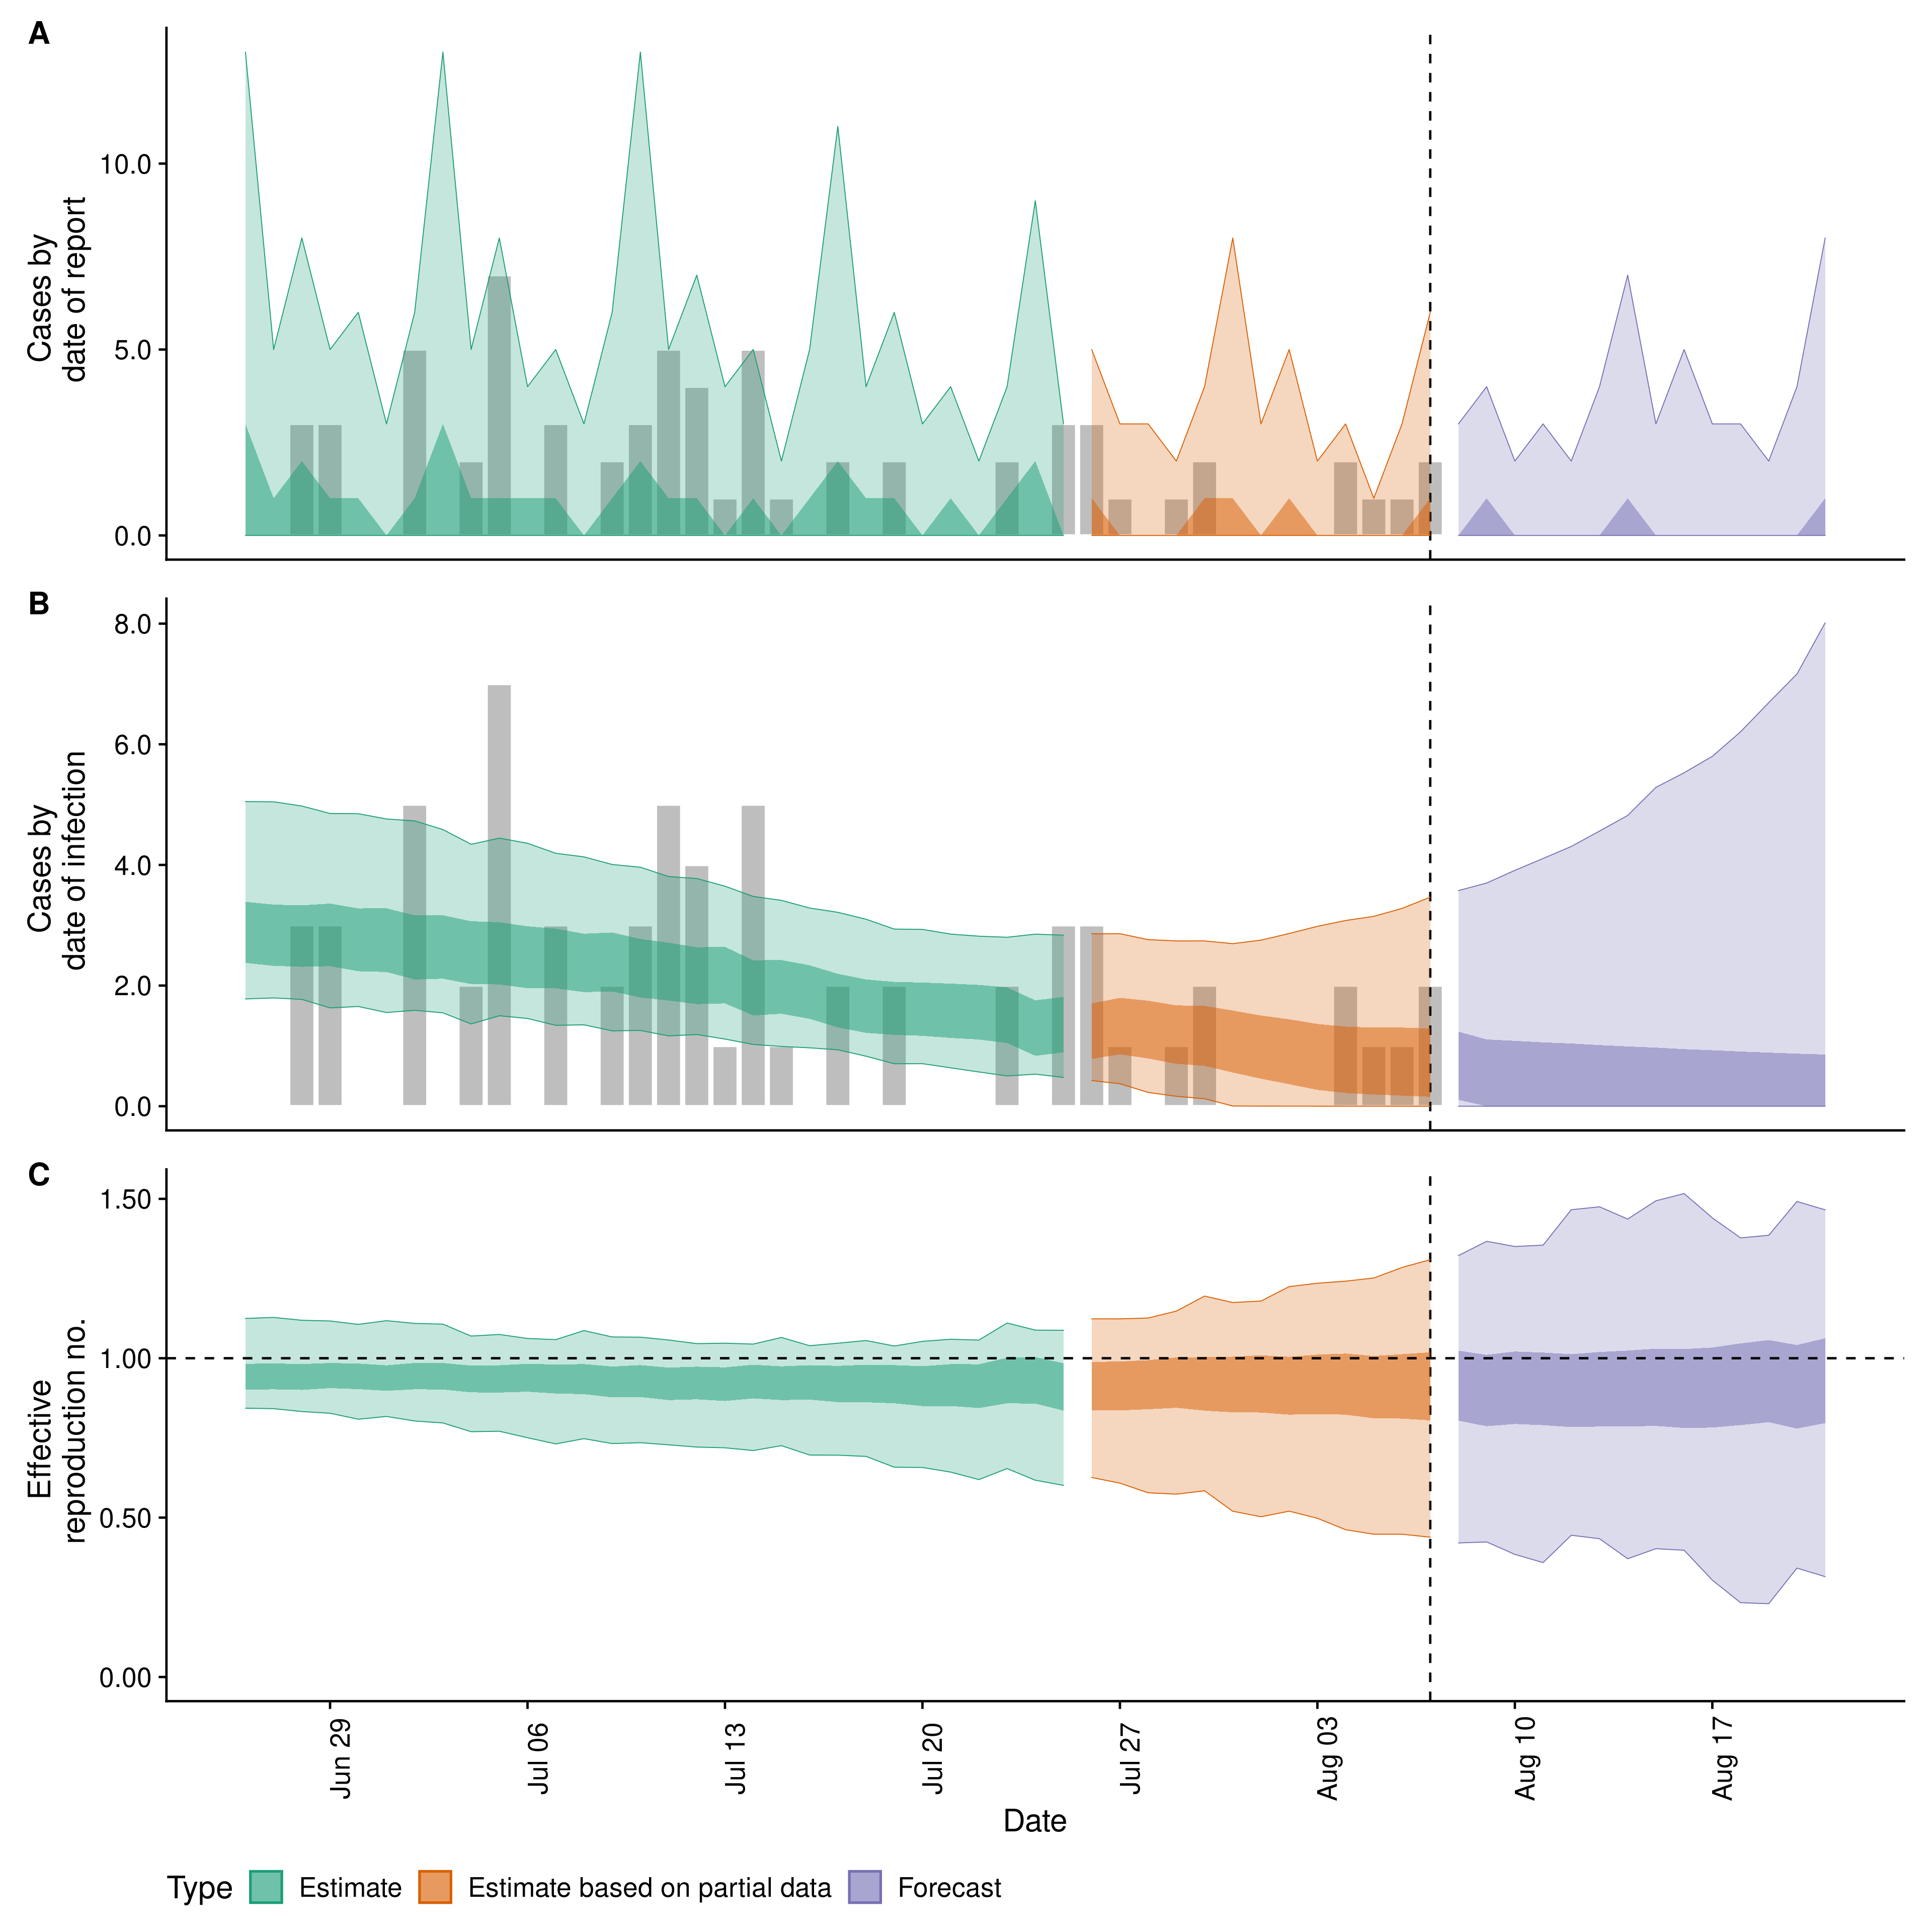 A
Cases by
date of report
10.0
5.0
0.0
B
Cases by
date of infection
8.0
6.0
4.0
2.0
0.0
C
Effective
reproduction no.
1.50
1.00
0.50
0.00
Jun 29
Jul 06
Jul 13
Jul 20
Jul 27
Aug 03
Aug 10
Aug 17
Date
Type Estimate Estimate based on partial data Forecast